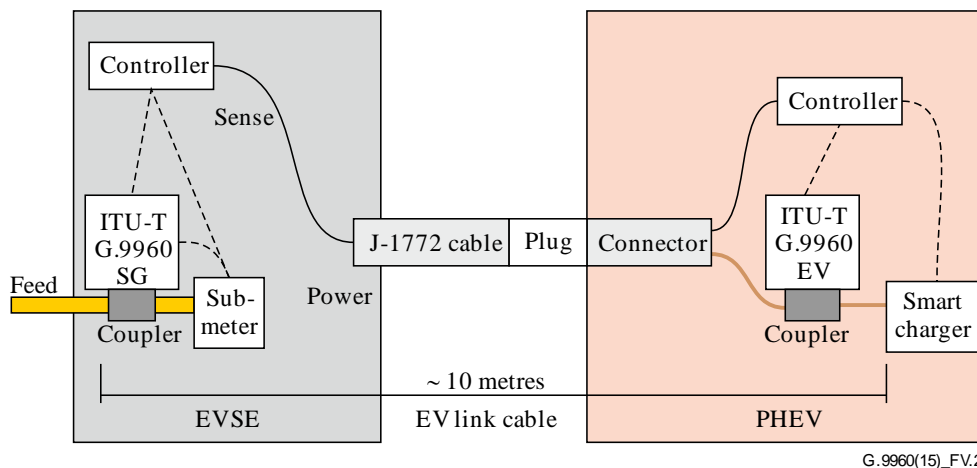 Controller
Sense
ITU-T
G.9960
SG
Feed
Coupler
Sub-
meter
Power
J-1772 cable
Plug
Connector
Controller
ITU-T
G.9960
EV
Coupler
Smart
charger
~ 10 metres
EVSE
EV link cable
PHEV
G.9960(15)_FV.2